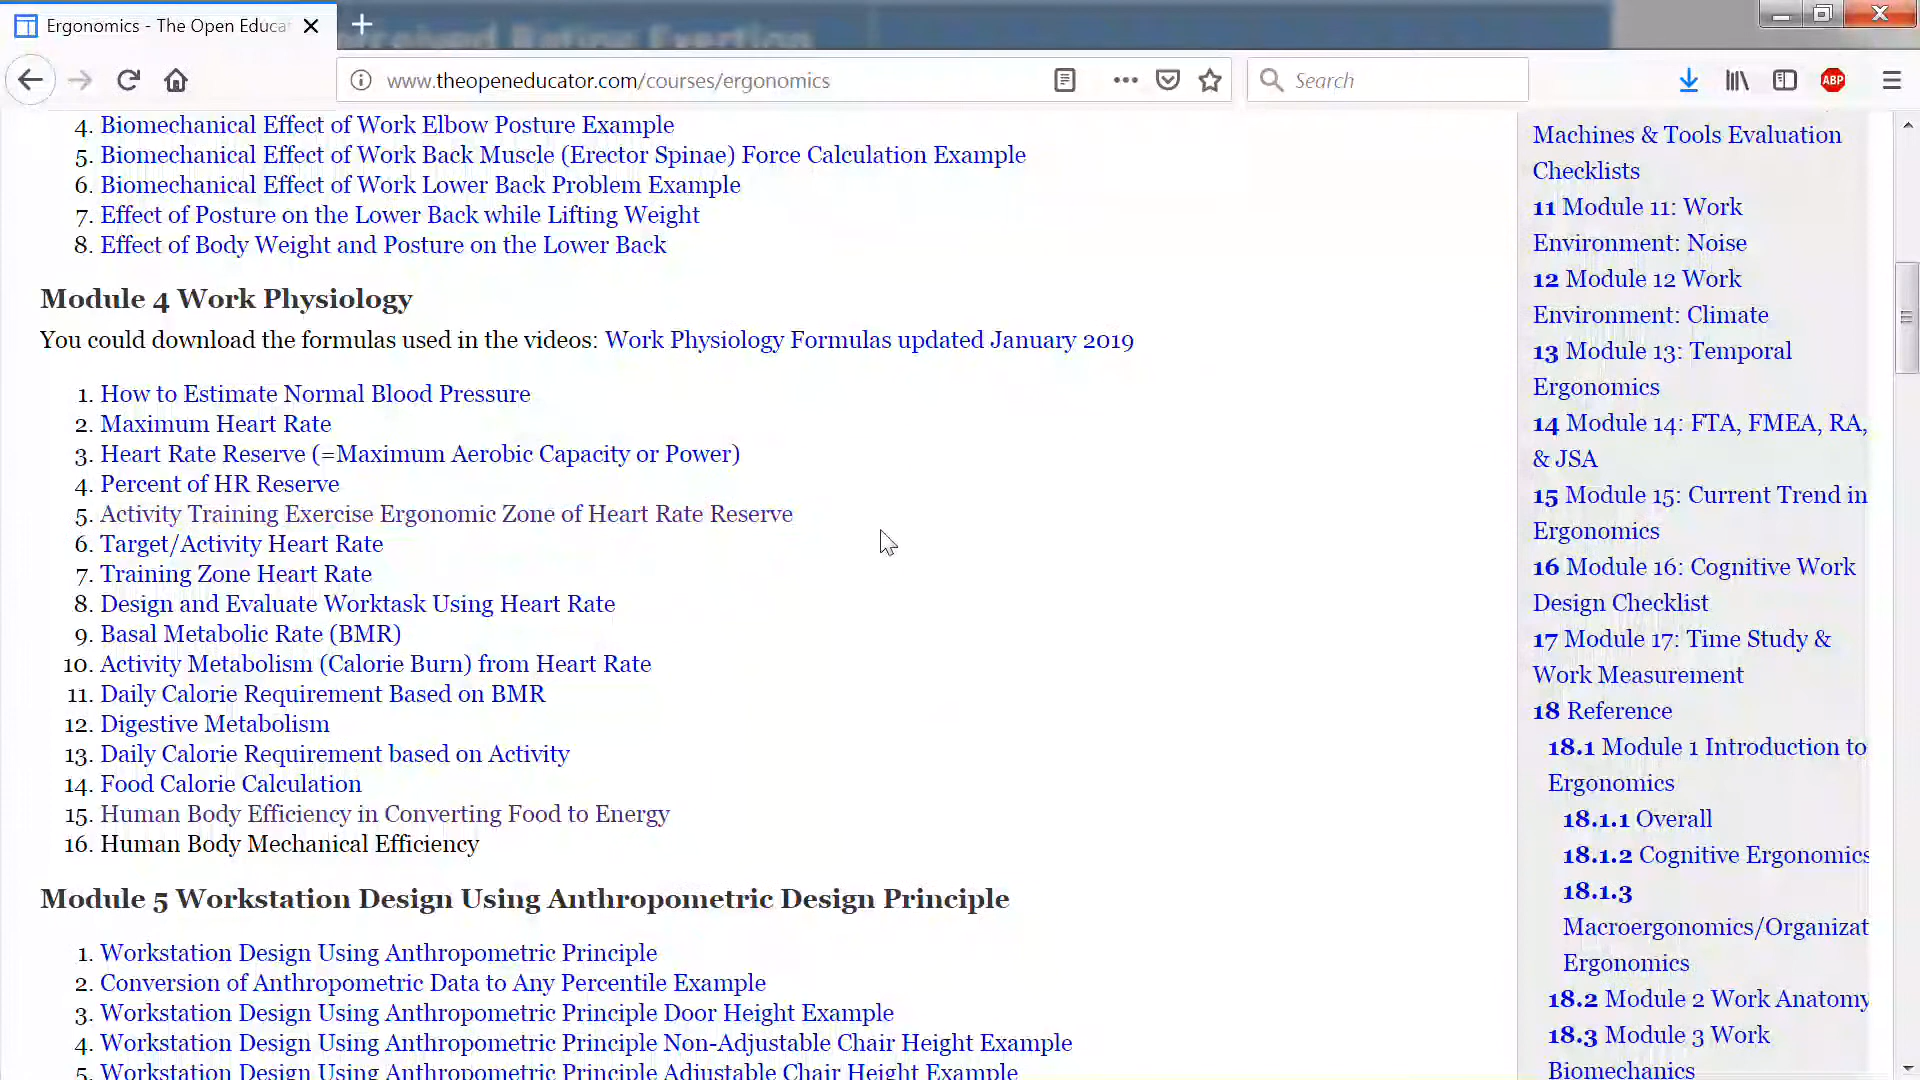 Ergonomics - The Open Educa
www.theopeneducator.com/courses/ergonomics
Search
ABP
4. Biomechanical Effect of Work Elbow Posture Example
5. Biomechanical Effect of Work Back Muscle (Erector Spinae) Force Calculation Example
6. Biomechanical Effect of Work Lower Back Problem Example
7. Effect of Posture on the Lower Back while Lifting Weight
8. Effect of Body Weight and Posture on the Lower Back
Module 4 Work Physiology
You could download the formulas used in the videos: Work Physiology Formulas updated January 2019
1. How to Estimate Normal Blood Pressure
2. Maximum Heart Rate
3. Heart Rate Reserve (=Maximum Aerobic Capacity or Power)
4. Percent of HR Reserve
5. Activity Training Exercise Ergonomic Zone of Heart Rate Reserve
6. Target/Activity Heart Rate
7. Training Zone Heart Rate
8. Design and Evaluate Worktask Using Heart Rate
9. Basal Metabolic Rate (BMR)
10. Activity Metabolism (Calorie Burn) from Heart Rate
11. Daily Calorie Requirement Based on BMR
12. Digestive Metabolism
13. Daily Calorie Requirement based on Activity
14. Food Calorie Calculation
15. Human Body Efficiency in Converting Food to Energy
16. Human Body Mechanical Efficiency
Module 5 Workstation Design Using Anthropometric Design Principle
1. Workstation Design Using Anthropometric Principle
2. Conversion of Anthropometric Data to Any Percentile Example
3. Workstation Design Using Anthropometric Principle Door Height Example
4. Workstation Design Using Anthropometric Principle Non-Adjustable Chair Height Example
5. Workstation Design Using Anthropometric Principle Adjustable Chair Height Example
Machines & Tools Evaluation
Checklists
11 Module 11: Work
Environment: Noise
12 Module 12 Work
Environment: Climate
13 Module 13: Temporal
Ergonomics
14 Module 14: FTA, FMEA, RA,
& JSA
15 Module 15: Current Trend in
Ergonomics
16 Module 16: Cognitive Work
Design Checklist
17 Module 17: Time Study &
Work Measurement
18 Reference
18.1 Module 1 Introduction to
Ergonomics
18.1.1 Overall
18.1.2 Cognitive Ergonomics
18.1.3
Macroergonomics/Organizat
Ergonomics
18.2 Module 2 Work Anatomy
18.3 Module 3 Work
Biomechanics